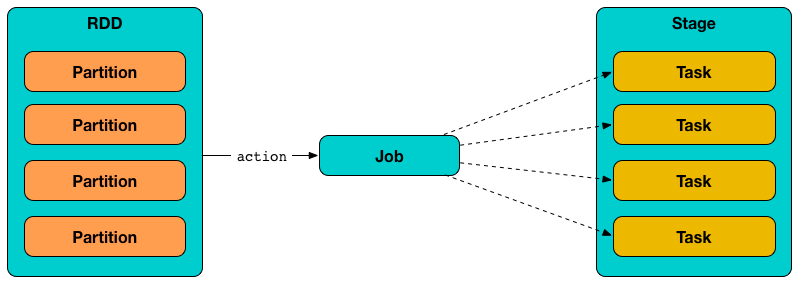 RDD
Partition
Partition
Partition
Partition
action
Job
Stage
Task
Task
Task
Task